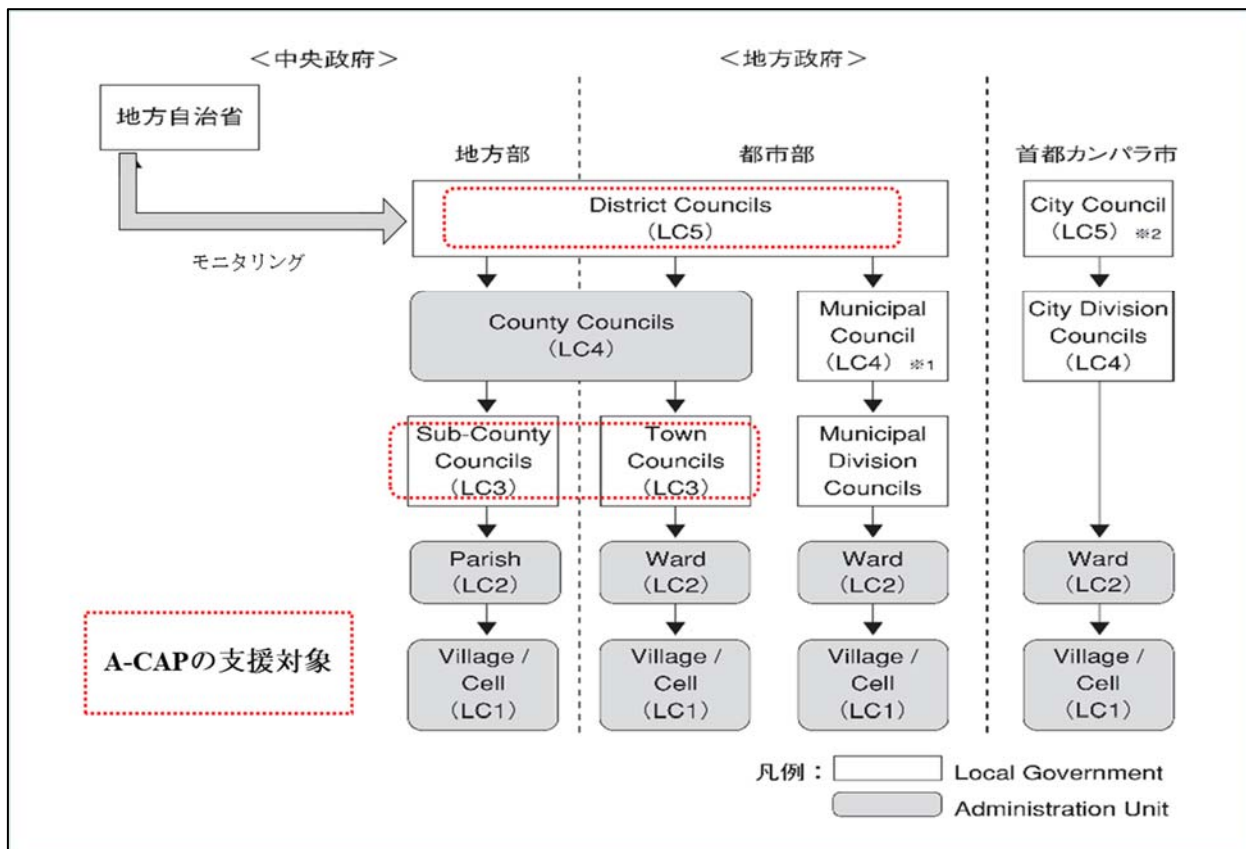 ＜中央政府＞
＜地方政府＞
地方自治省
地方部
都市部
首都カンパラ市
モニタリング
District Councils
（LC5）
City Council
（LC5） ※2
County Councils
（LC4）
Municipal
Council
（LC4） ※1
City Division
Councils
（LC4）
Sub-County
Councils
（LC3）
Town
Councils
（LC3）
Municipal
Division
Councils
Parish
（LC2）
Ward
（LC2）
Ward
（LC2）
Ward
（LC2）
A-CAPの支援対象
Village /
Cell
（LC1）
Village /
Cell
（LC1）
Village /
Cell
（LC1）
Village /
Cell
（LC1）
凡例：
Local Government
Administration Unit